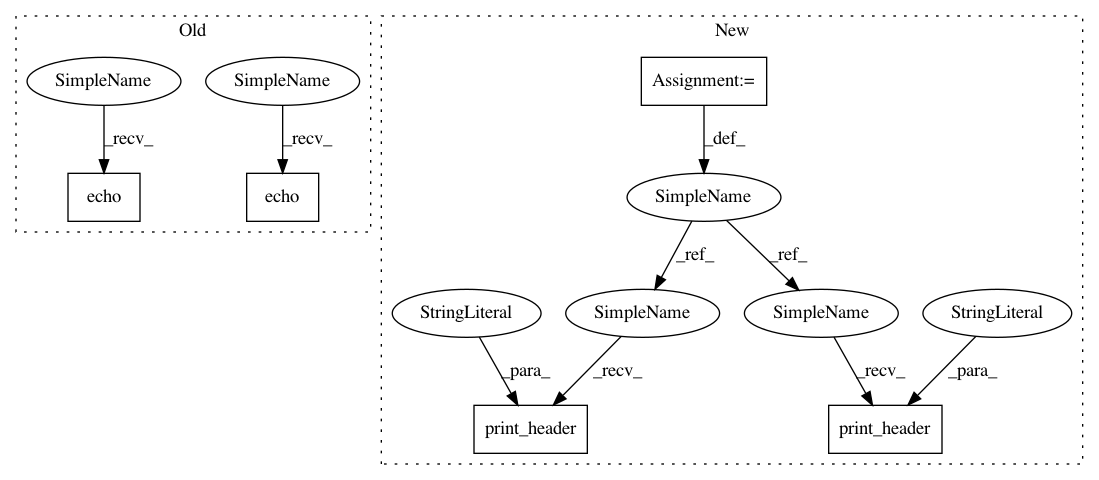 Old
New
SimpleName
SimpleName
Assignment:=
_recv_
_recv_
_def_
echo
echo
SimpleName
_ref_
_ref_
StringLiteral
SimpleName
SimpleName
StringLiteral
_para_
_recv_
_recv_
_para_
print_header
print_header